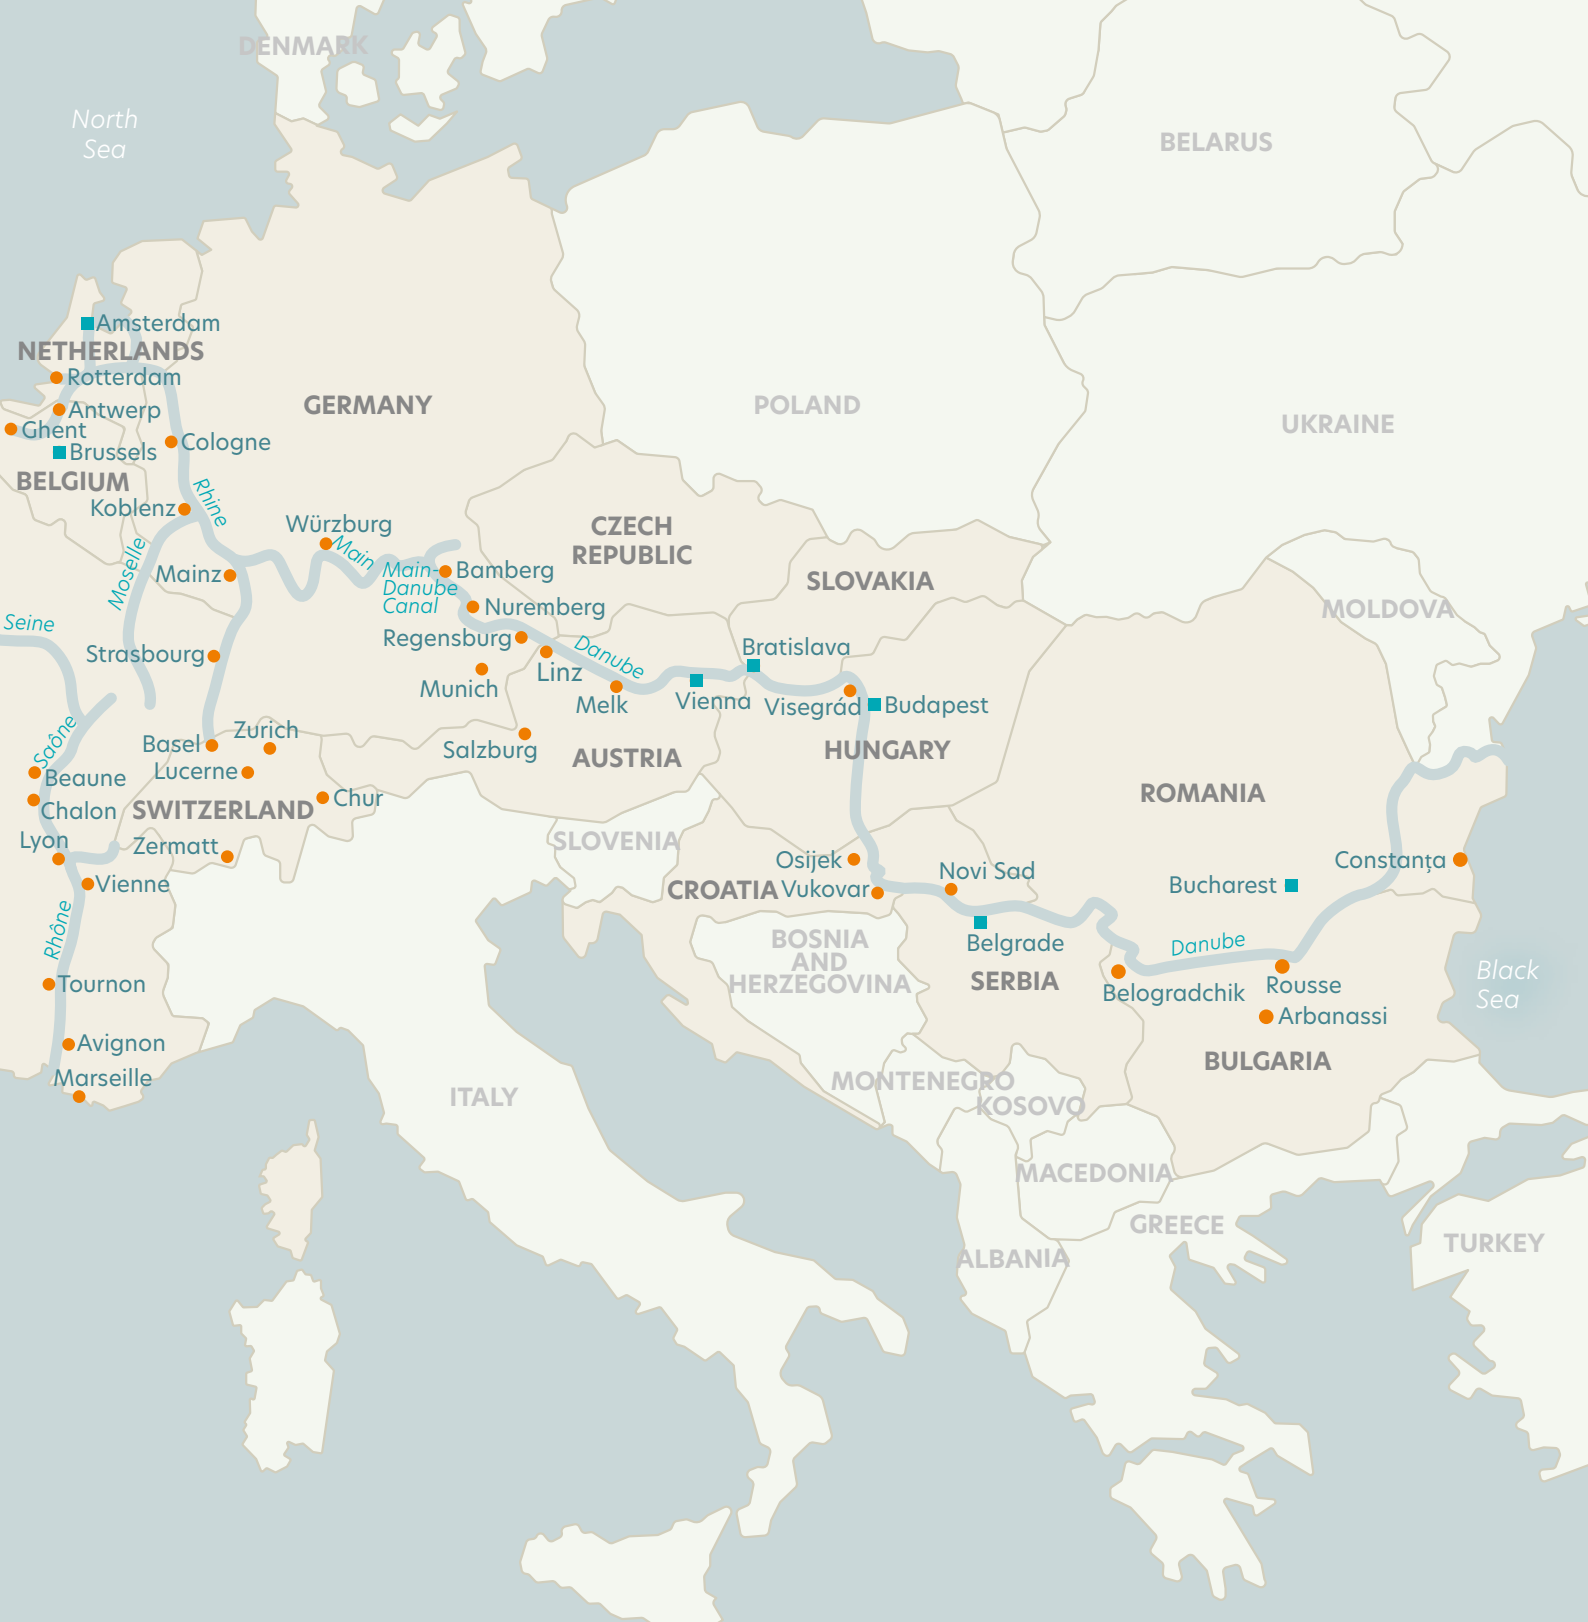 DENMARK
North
Sea
BELARUS
Amsterdam
NETHERLANDS
Rotterdam
Antwerp
Ghent
Brussels
BELGIUM
GERMANY
POLAND
UKRAINE
Cologne
Koblenz
Rhine
Moselle
Würzburg
Main
Main-
Danube
Canal
Mainz
Bamberg
Nuremberg
CZECH
REPUBLIC
SLOVAKIA
MOLDOVA
Seine
Strasbourg
Regensburg
Linz
Danube
Munich
Melk
Vienna
Bratislava
Visegrád
Budapest
HUNGARY
Saône
Basel
Zurich
Lucerne
Beaune
Chalon
SWITZERLAND
Chur
Salzburg
AUSTRIA
ROMANIA
Lyon
Zermatt
Vienne
SLOVENIA
Osijek
CROATIA
Vukovar
Novi Sad
Constanța
Bucharest
Rhône
BOSNIA
AND
HERZEGOVINA
Belgrade
SERBIA
Danube
Belogradchik
Rousse
Arbanassi
Black
Sea
Tournon
Avignon
Marseille
BULGARIA
ITALY
MONTENEGRO
KOSOVO
MACEDONIA
GREECE
ALBANIA
TURKEY